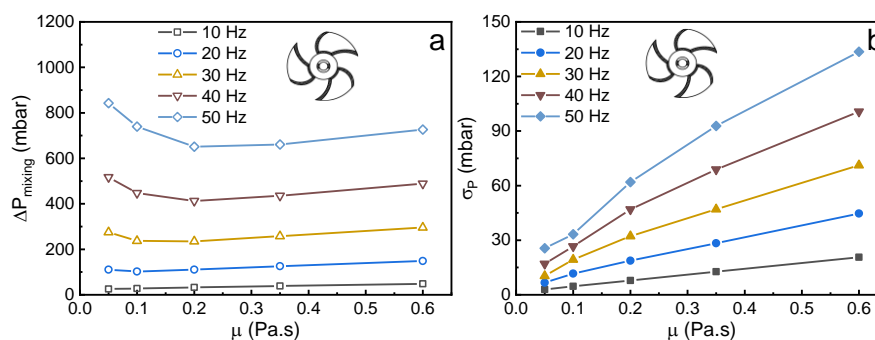 1200
1000
800
600
400
200
0
ΔP_mixing (mbar)
10 Hz
20 Hz
30 Hz
40 Hz
50 Hz
a
0.0 0.1 0.2 0.3 0.4 0.5 0.6
μ (Pa.s)
150
120
90
60
30
0
σ_P (mbar)
10 Hz
20 Hz
30 Hz
40 Hz
50 Hz
b
0.0 0.1 0.2 0.3 0.4 0.5 0.6
μ (Pa.s)